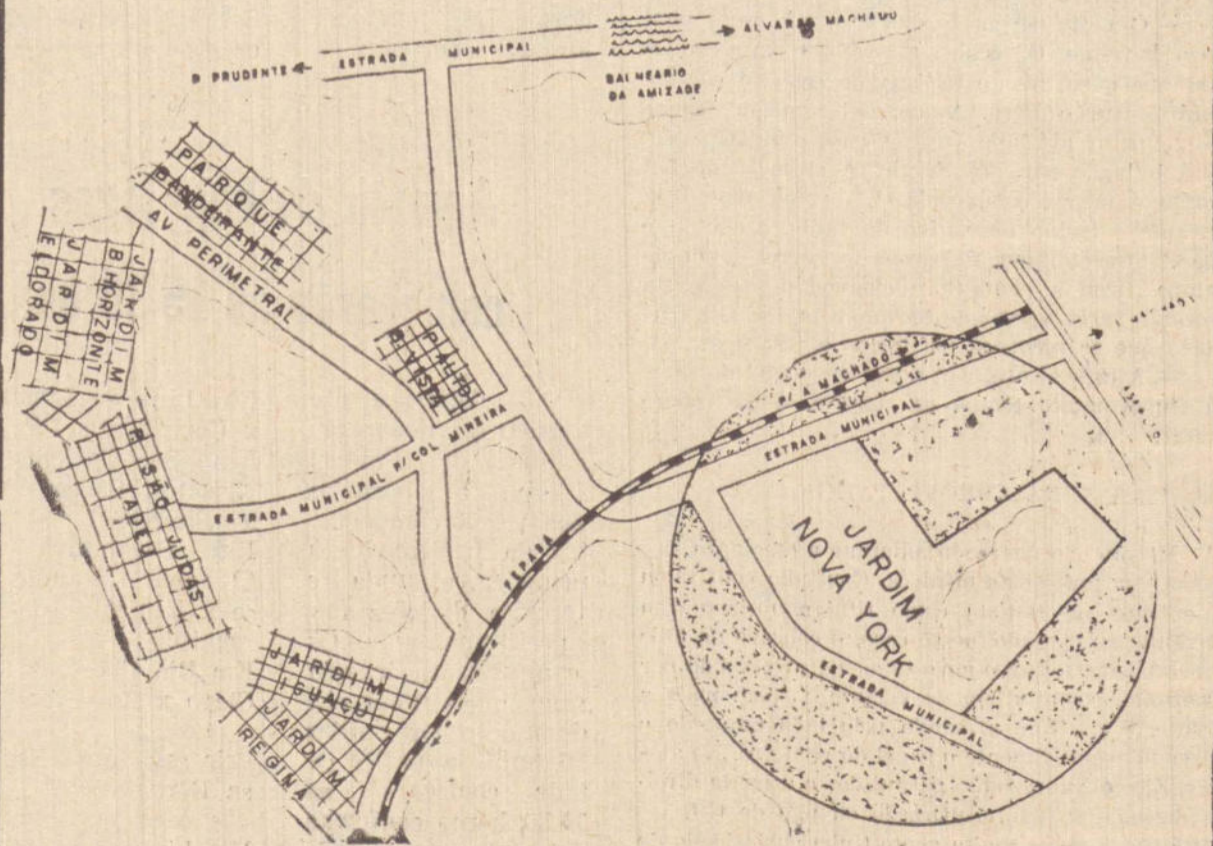 P PRUDENTE
ESTRADA MUNICIPAL
ALVARES MACHADO
BALNEARIO
DA AMIZADE
PARQUE
BANDEIRANTE
AV PERIMETRAL
JARDIM
B HORIZONTE
JARDIM
ELDORADO
P ALTO
B VISTA
P/ A MACHADO
ESTRADA MUNICIPAL
ESTRADA MUNICIPAL P/ COL MINEIRA
SÃO JUDAS
TADEU
FEPASA
JARDIM
NOVA YORK
ESTRADA MUNICIPAL
JARDIM
IGUAÇU
JARDIM
REGINA